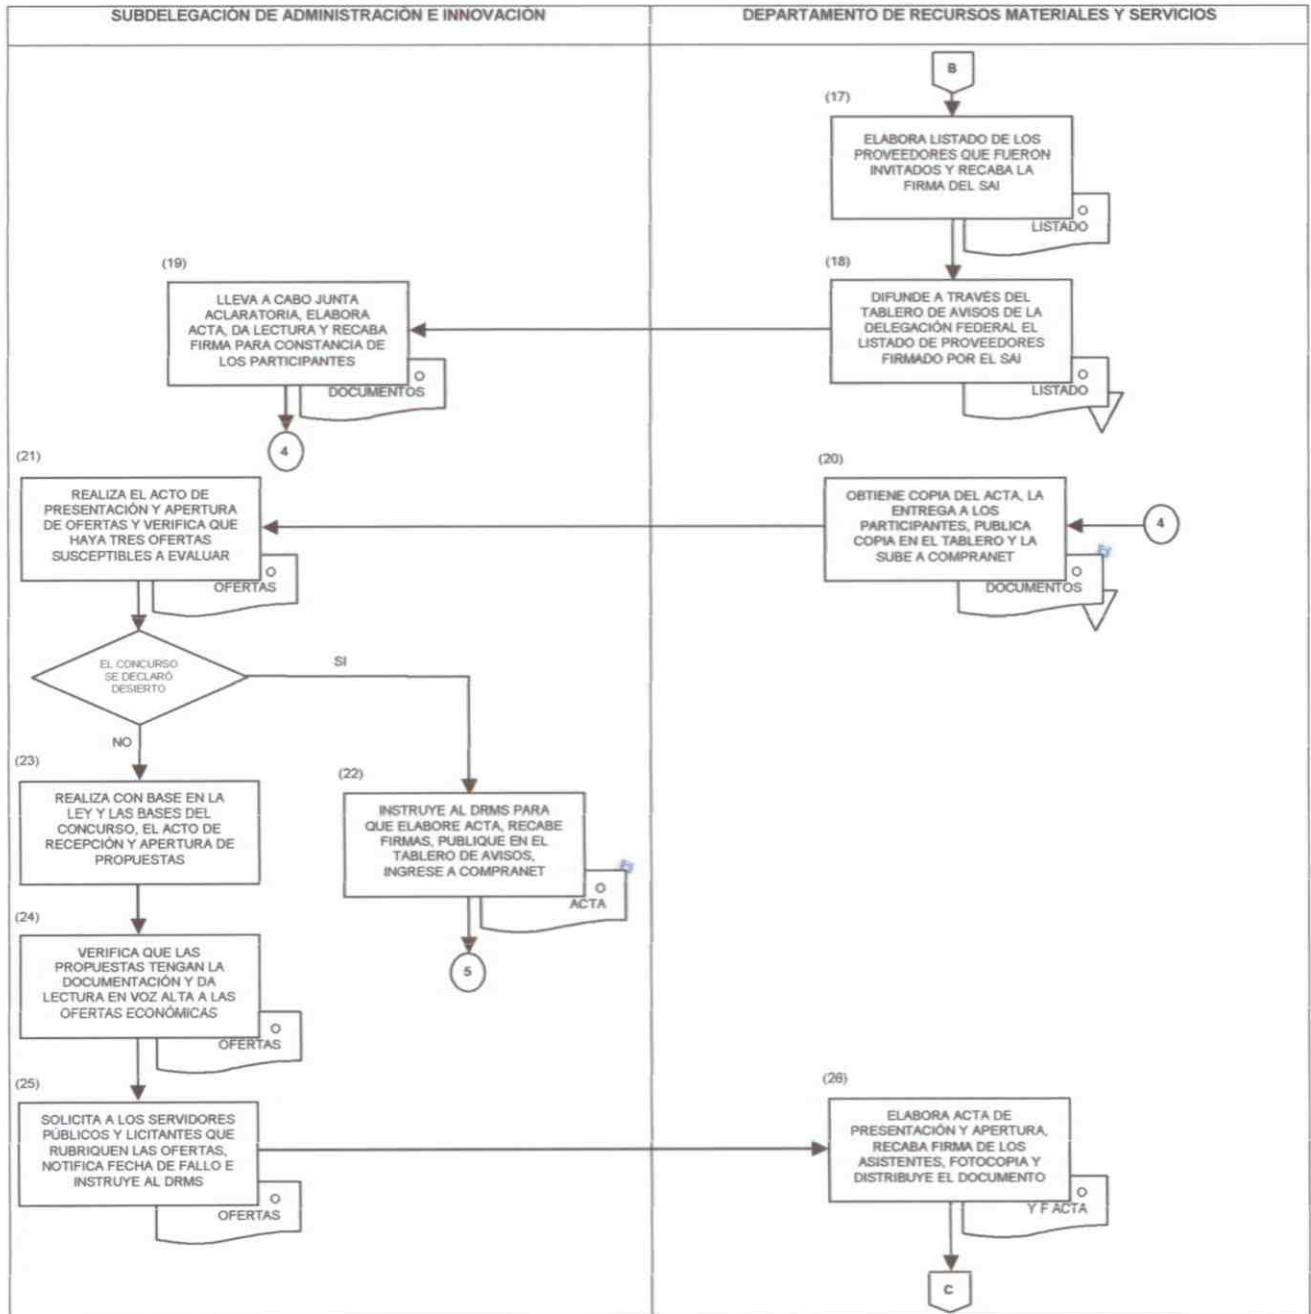 SUBDELEGACIÓN DE ADMINISTRACIÓN E INNOVACIÓN
DEPARTAMENTO DE RECURSOS MATERIALES Y SERVICIOS
B
(17)
ELABORA LISTADO DE LOS
PROVEEDORES QUE FUERON
INVITADOS Y RECABA LA
FIRMA DEL SAI
O
LISTADO
(18)
DIFUNDE A TRAVÉS DEL
TABLERO DE AVISOS DE LA
DELEGACIÓN FEDERAL EL
LISTADO DE PROVEEDORES
FIRMADO POR EL SAI
O
LISTADO
(19)
LLEVA A CABO JUNTA
ACLARATORIA, ELABORA
ACTA, DA LECTURA Y RECABA
FIRMA PARA CONSTANCIA DE
LOS PARTICIPANTES
O
DOCUMENTOS
4
(20)
OBTIENE COPIA DEL ACTA, LA
ENTREGA A LOS
PARTICIPANTES, PUBLICA
COPIA EN EL TABLERO Y LA
SUBE A COMPRANET
4
O
DOCUMENTOS
(21)
REALIZA EL ACTO DE
PRESENTACIÓN Y APERTURA
DE OFERTAS Y VERIFICA QUE
HAYA TRES OFERTAS
SUSCEPTIBLES A EVALUAR
O
OFERTAS
EL CONCURSO
SE DECLARÓ
DESIERTO
SI
NO
(22)
INSTRUYE AL DRMS PARA
QUE ELABORE ACTA, RECABE
FIRMAS, PUBLIQUE EN EL
TABLERO DE AVISOS,
INGRESE A COMPRANET
O
ACTA
5
(23)
REALIZA CON BASE EN LA
LEY Y LAS BASES DEL
CONCURSO, EL ACTO DE
RECEPCIÓN Y APERTURA DE
PROPUESTAS
(24)
VERIFICA QUE LAS
PROPUESTAS TENGAN LA
DOCUMENTACIÓN Y DA
LECTURA EN VOZ ALTA A LAS
OFERTAS ECONÓMICAS
O
OFERTAS
(25)
SOLICITA A LOS SERVIDORES
PÚBLICOS Y LICITANTES QUE
RUBRIQUEN LAS OFERTAS,
NOTIFICA FECHA DE FALLO E
INSTRUYE AL DRMS
O
OFERTAS
(26)
ELABORA ACTA DE
PRESENTACIÓN Y APERTURA,
RECABA FIRMA DE LOS
ASISTENTES, FOTOCOPIA Y
DISTRIBUYE EL DOCUMENTO
O
Y F ACTA
C